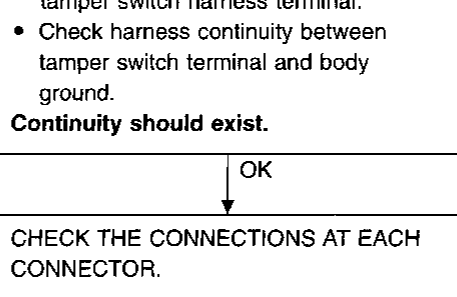 tamper switch harness terminal.
• Check harness continuity between
tamper switch terminal and body
ground.
Continuity should exist.
OK
CHECK THE CONNECTIONS AT EACH
CONNECTOR.